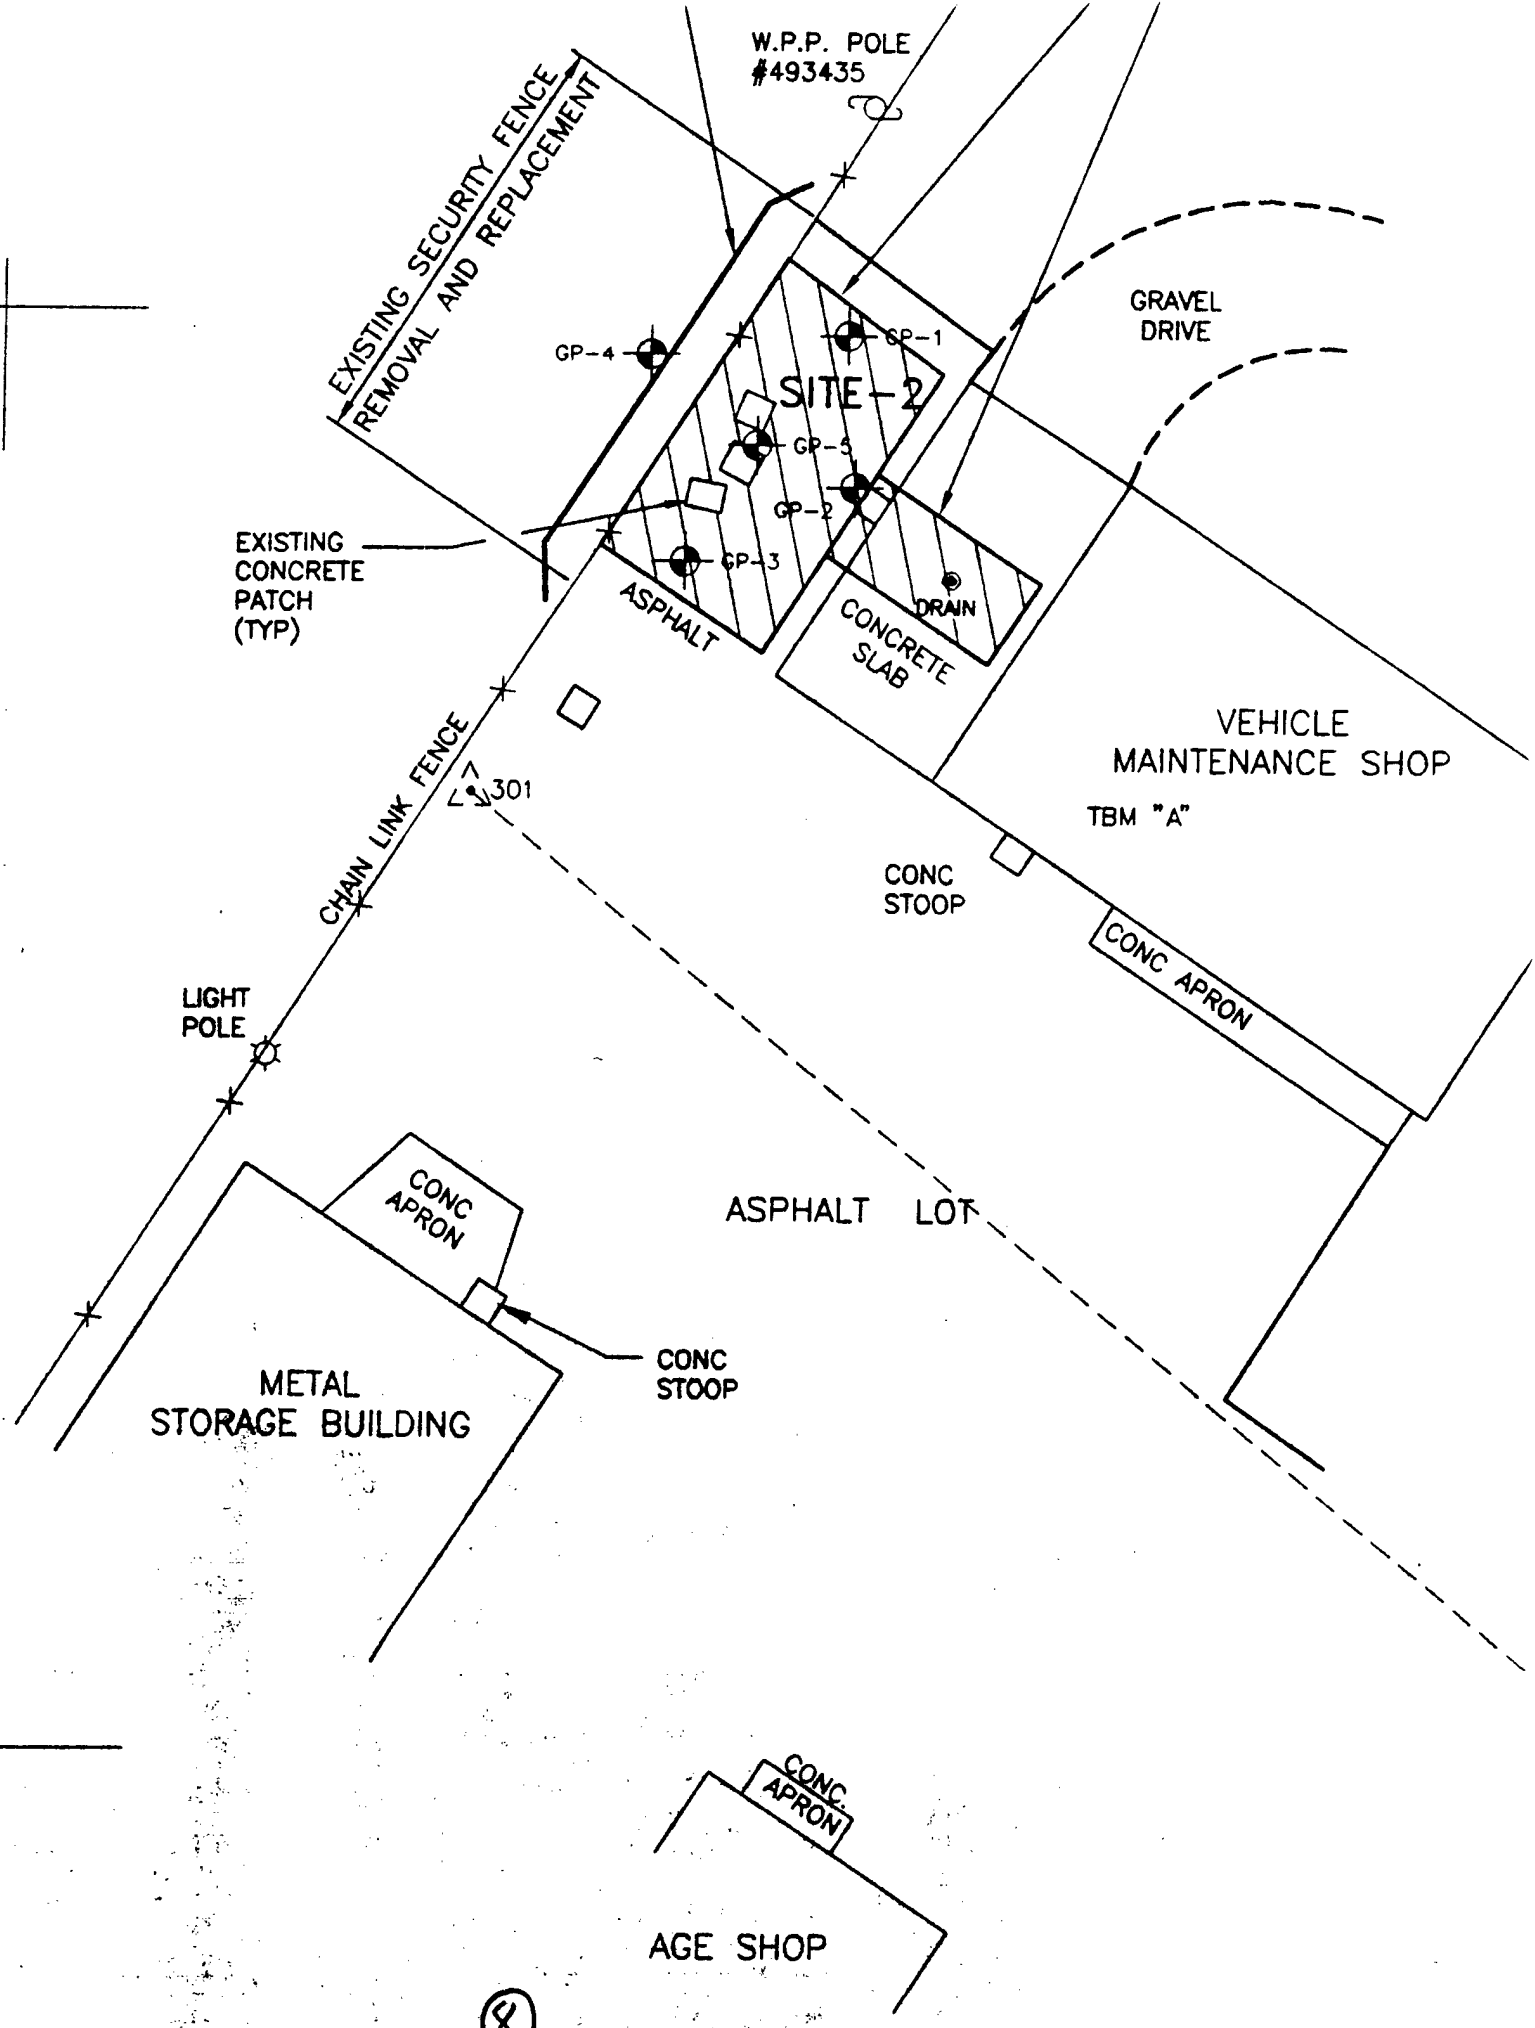 W.P.P. POLE
#493435
EXISTING SECURITY FENCE
REMOVAL AND REPLACEMENT
GRAVEL
DRIVE
GP-4
GP-1
SITE-2
GP-5
GP-2
GP-3
EXISTING
CONCRETE
PATCH
(TYP)
ASPHALT
DRAIN
CONCRETE
SLAB
VEHICLE
MAINTENANCE SHOP
TBM "A"
301
CHAIN LINK FENCE
CONC
STOOP
CONC APRON
LIGHT
POLE
CONC
APRON
ASPHALT LOT
CONC
STOOP
METAL
STORAGE BUILDING
CONC.
APRON
AGE SHOP